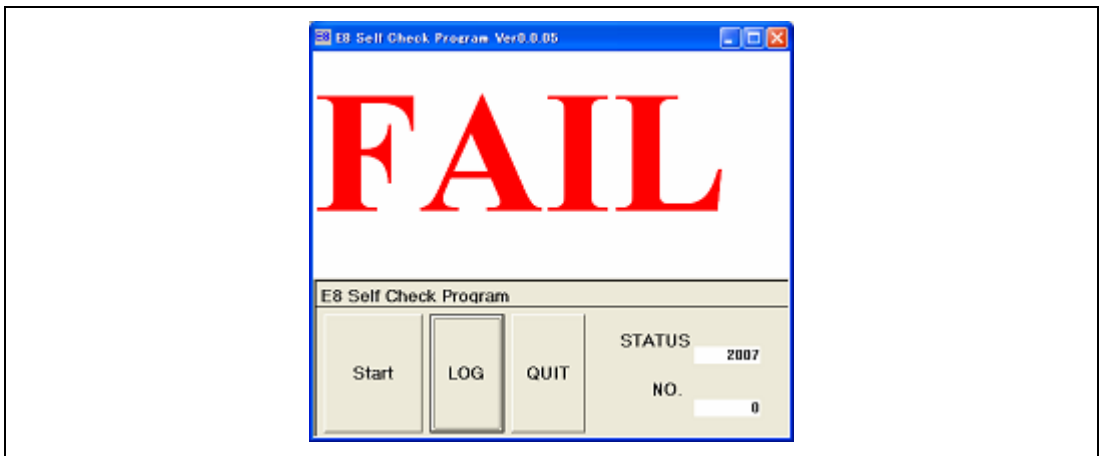 E8 E8 Self Check Program Ver0.0.05
FAIL
E8 Self Check Program
Start LOG QUIT STATUS 2007
NO. 0